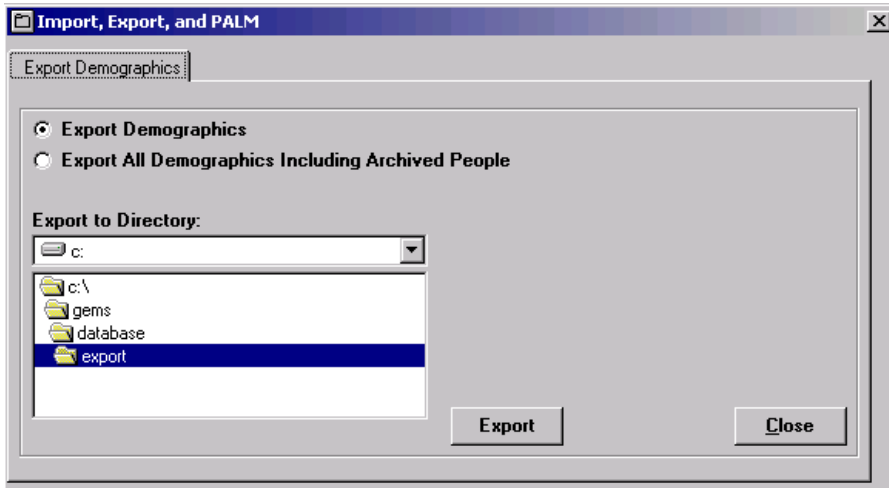 Import, Export, and PALM
Export Demographics
Export Demographics
Export All Demographics Including Archived People
Export to Directory:
c:
c:\
gems
database
export
Export
Close